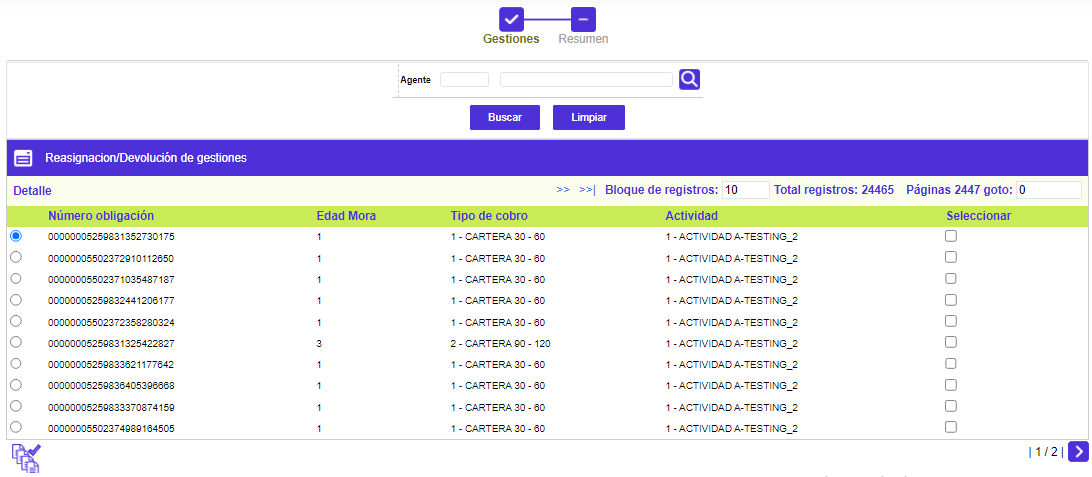 Gestiones Resumen
Agente
Buscar Limpiar
Reasignacion/Devolución de gestiones
Detalle >> >>| Bloque de registros: 10 Total registros: 24465 Páginas 2447 goto: 0
Número obligación Edad Mora Tipo de cobro Actividad Seleccionar
00000005259831352730175 1 1 - CARTERA 30 - 60 1 - ACTIVIDAD A-TESTING_2
00000005502372910112650 1 1 - CARTERA 30 - 60 1 - ACTIVIDAD A-TESTING_2
00000005502371035487187 1 1 - CARTERA 30 - 60 1 - ACTIVIDAD A-TESTING_2
00000005259832441206177 1 1 - CARTERA 30 - 60 1 - ACTIVIDAD A-TESTING_2
00000005502372358280324 1 1 - CARTERA 30 - 60 1 - ACTIVIDAD A-TESTING_2
00000005259831325422827 3 2 - CARTERA 90 - 120 1 - ACTIVIDAD A-TESTING_2
00000005259833621177642 1 1 - CARTERA 30 - 60 1 - ACTIVIDAD A-TESTING_2
00000005259836405396668 1 1 - CARTERA 30 - 60 1 - ACTIVIDAD A-TESTING_2
00000005259833370874159 1 1 - CARTERA 30 - 60 1 - ACTIVIDAD A-TESTING_2
00000005502374989164505 1 1 - CARTERA 30 - 60 1 - ACTIVIDAD A-TESTING_2
| 1 / 2 |